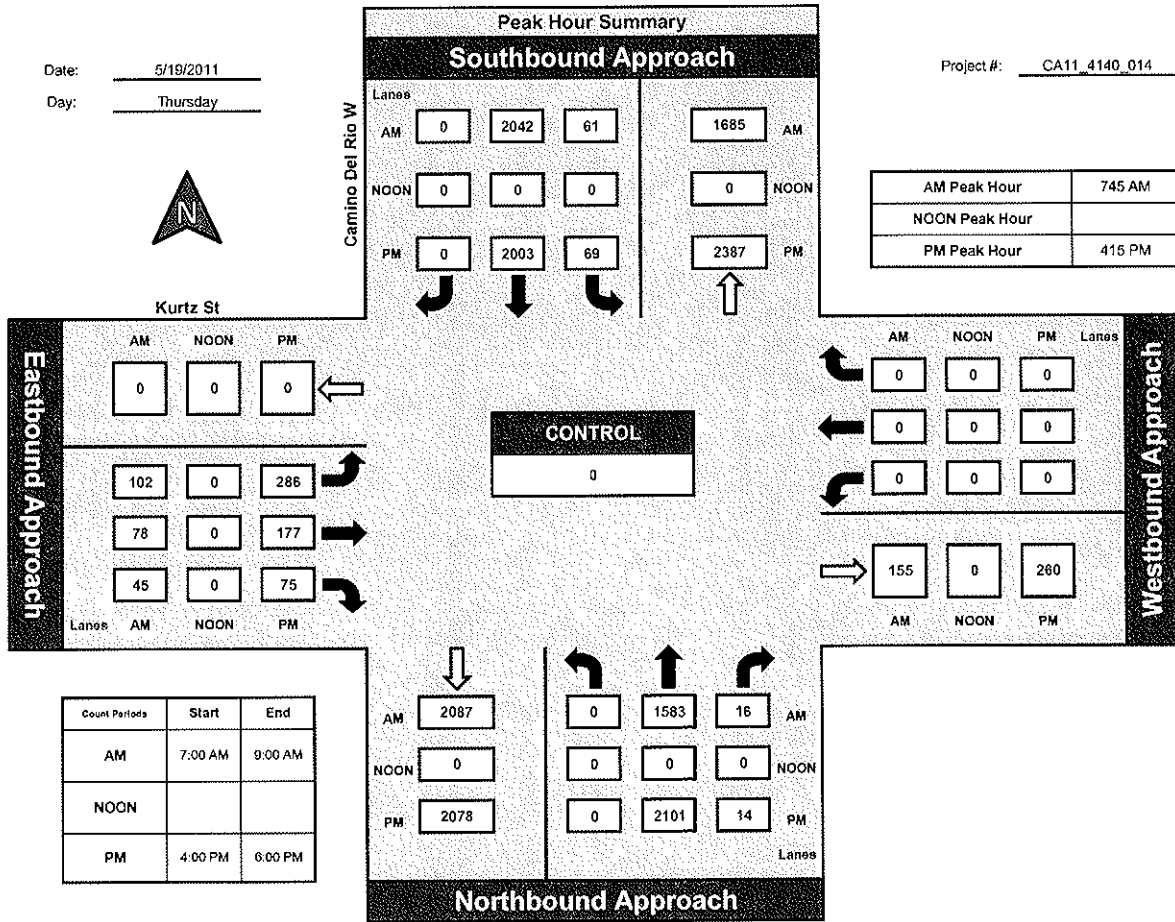 Peak Hour Summary
Southbound Approach
Date: 5/19/2011
Day: Thursday
Project #: CA11_4140_014
N
Camino Del Rio W
Lanes
AM 0 2042 61 1685 AM
NOON 0 0 0 0 NOON
PM 0 2003 69 2387 PM
AM Peak Hour 745 AM
NOON Peak Hour
PM Peak Hour 415 PM
Kurtz St
Eastbound Approach
AM NOON PM
0 0 0
102 0 286
78 0 177
45 0 75
Lanes AM NOON PM
CONTROL
0
AM NOON PM Lanes
0 0 0
0 0 0
0 0 0
155 0 260
AM NOON PM
Westbound Approach
Count Periods Start End
AM 7:00 AM 9:00 AM
NOON
PM 4:00 PM 6:00 PM
AM 2087 0 1583 16 AM
NOON 0 0 0 0 NOON
PM 2078 0 2101 14 PM
Lanes
Northbound Approach